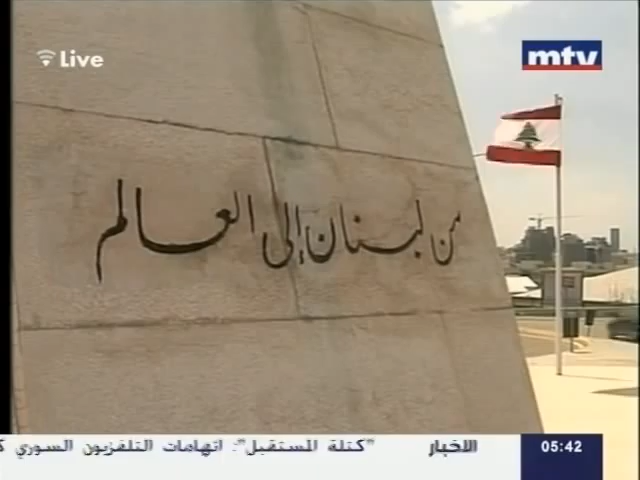 Live
mtv
من لبنان إلى العالم
05:42
الاخبار
"كتلة المستقبل": اتهامات التلفزيون السوري